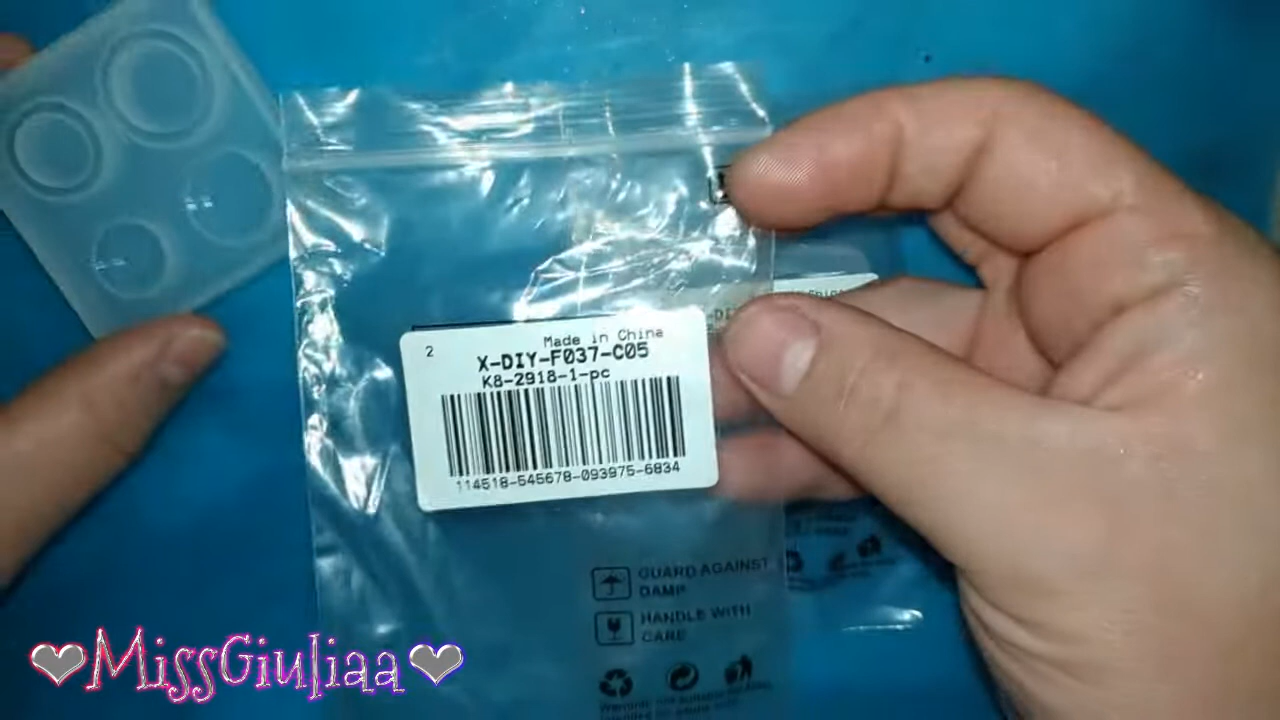 2
Made in China
X-DIY-F037-C05
K8-2918-1-pc
114518-545678-093975-6834
GUARD AGAINST
DAMP
HANDLE WITH
CARE
❤MissGiuliaa❤